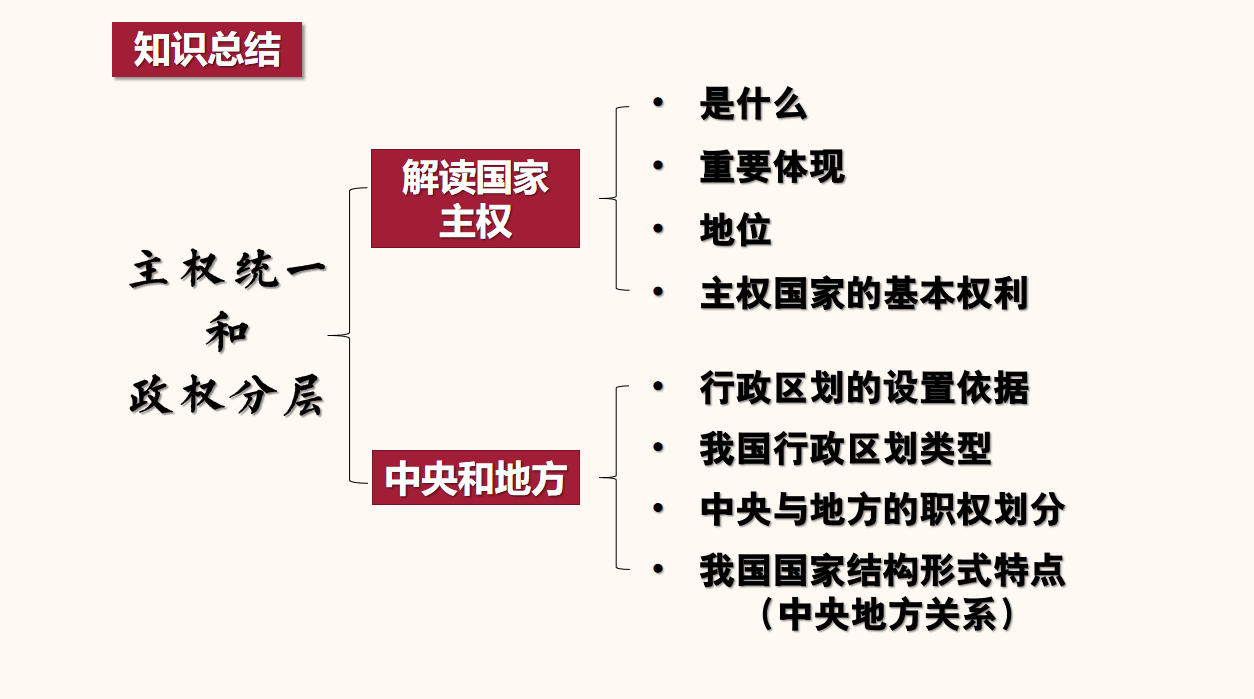 知识总结
主权统一
和
政权分层
解读国家
主权
• 是什么
• 重要体现
• 地位
• 主权国家的基本权利
中央和地方
• 行政区划的设置依据
• 我国行政区划类型
• 中央与地方的职权划分
• 我国国家结构形式特点
（中央地方关系）